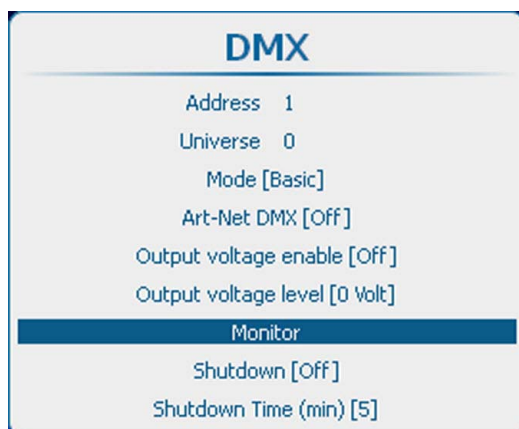 DMX
Address 1
Universe 0
Mode [Basic]
Art-Net DMX [Off]
Output voltage enable [Off]
Output voltage level [0 Volt]
Monitor
Shutdown [Off]
Shutdown Time (min) [5]